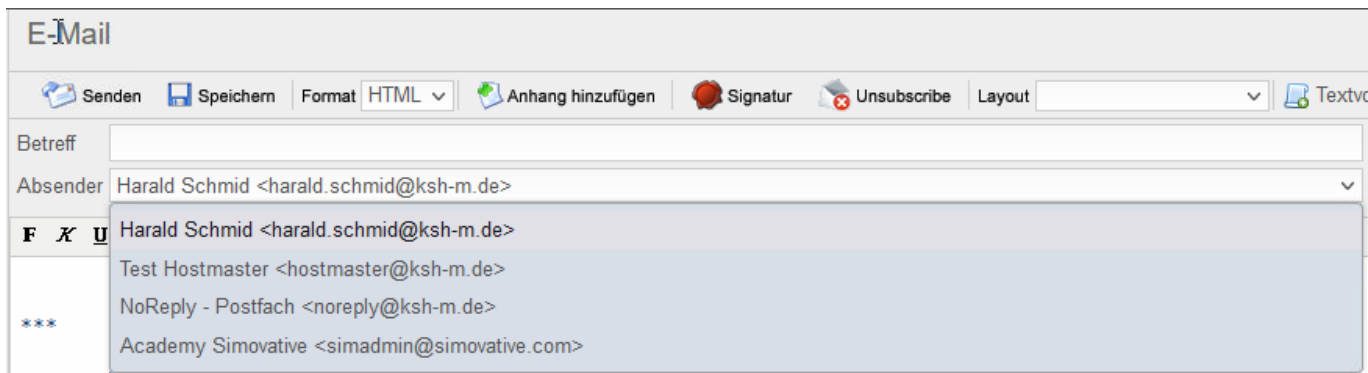 E-Mail
Senden Speichern Format HTML Anhang hinzufügen Signatur Unsubscribe Layout
Betreff
Absender Harald Schmid <harald.schmid@ksh-m.de>
F K U Harald Schmid <harald.schmid@ksh-m.de>
Test Hostmaster <hostmaster@ksh-m.de>
NoReply - Postfach <noreply@ksh-m.de>
***
Academy Simovative <simadmin@simovative.com>